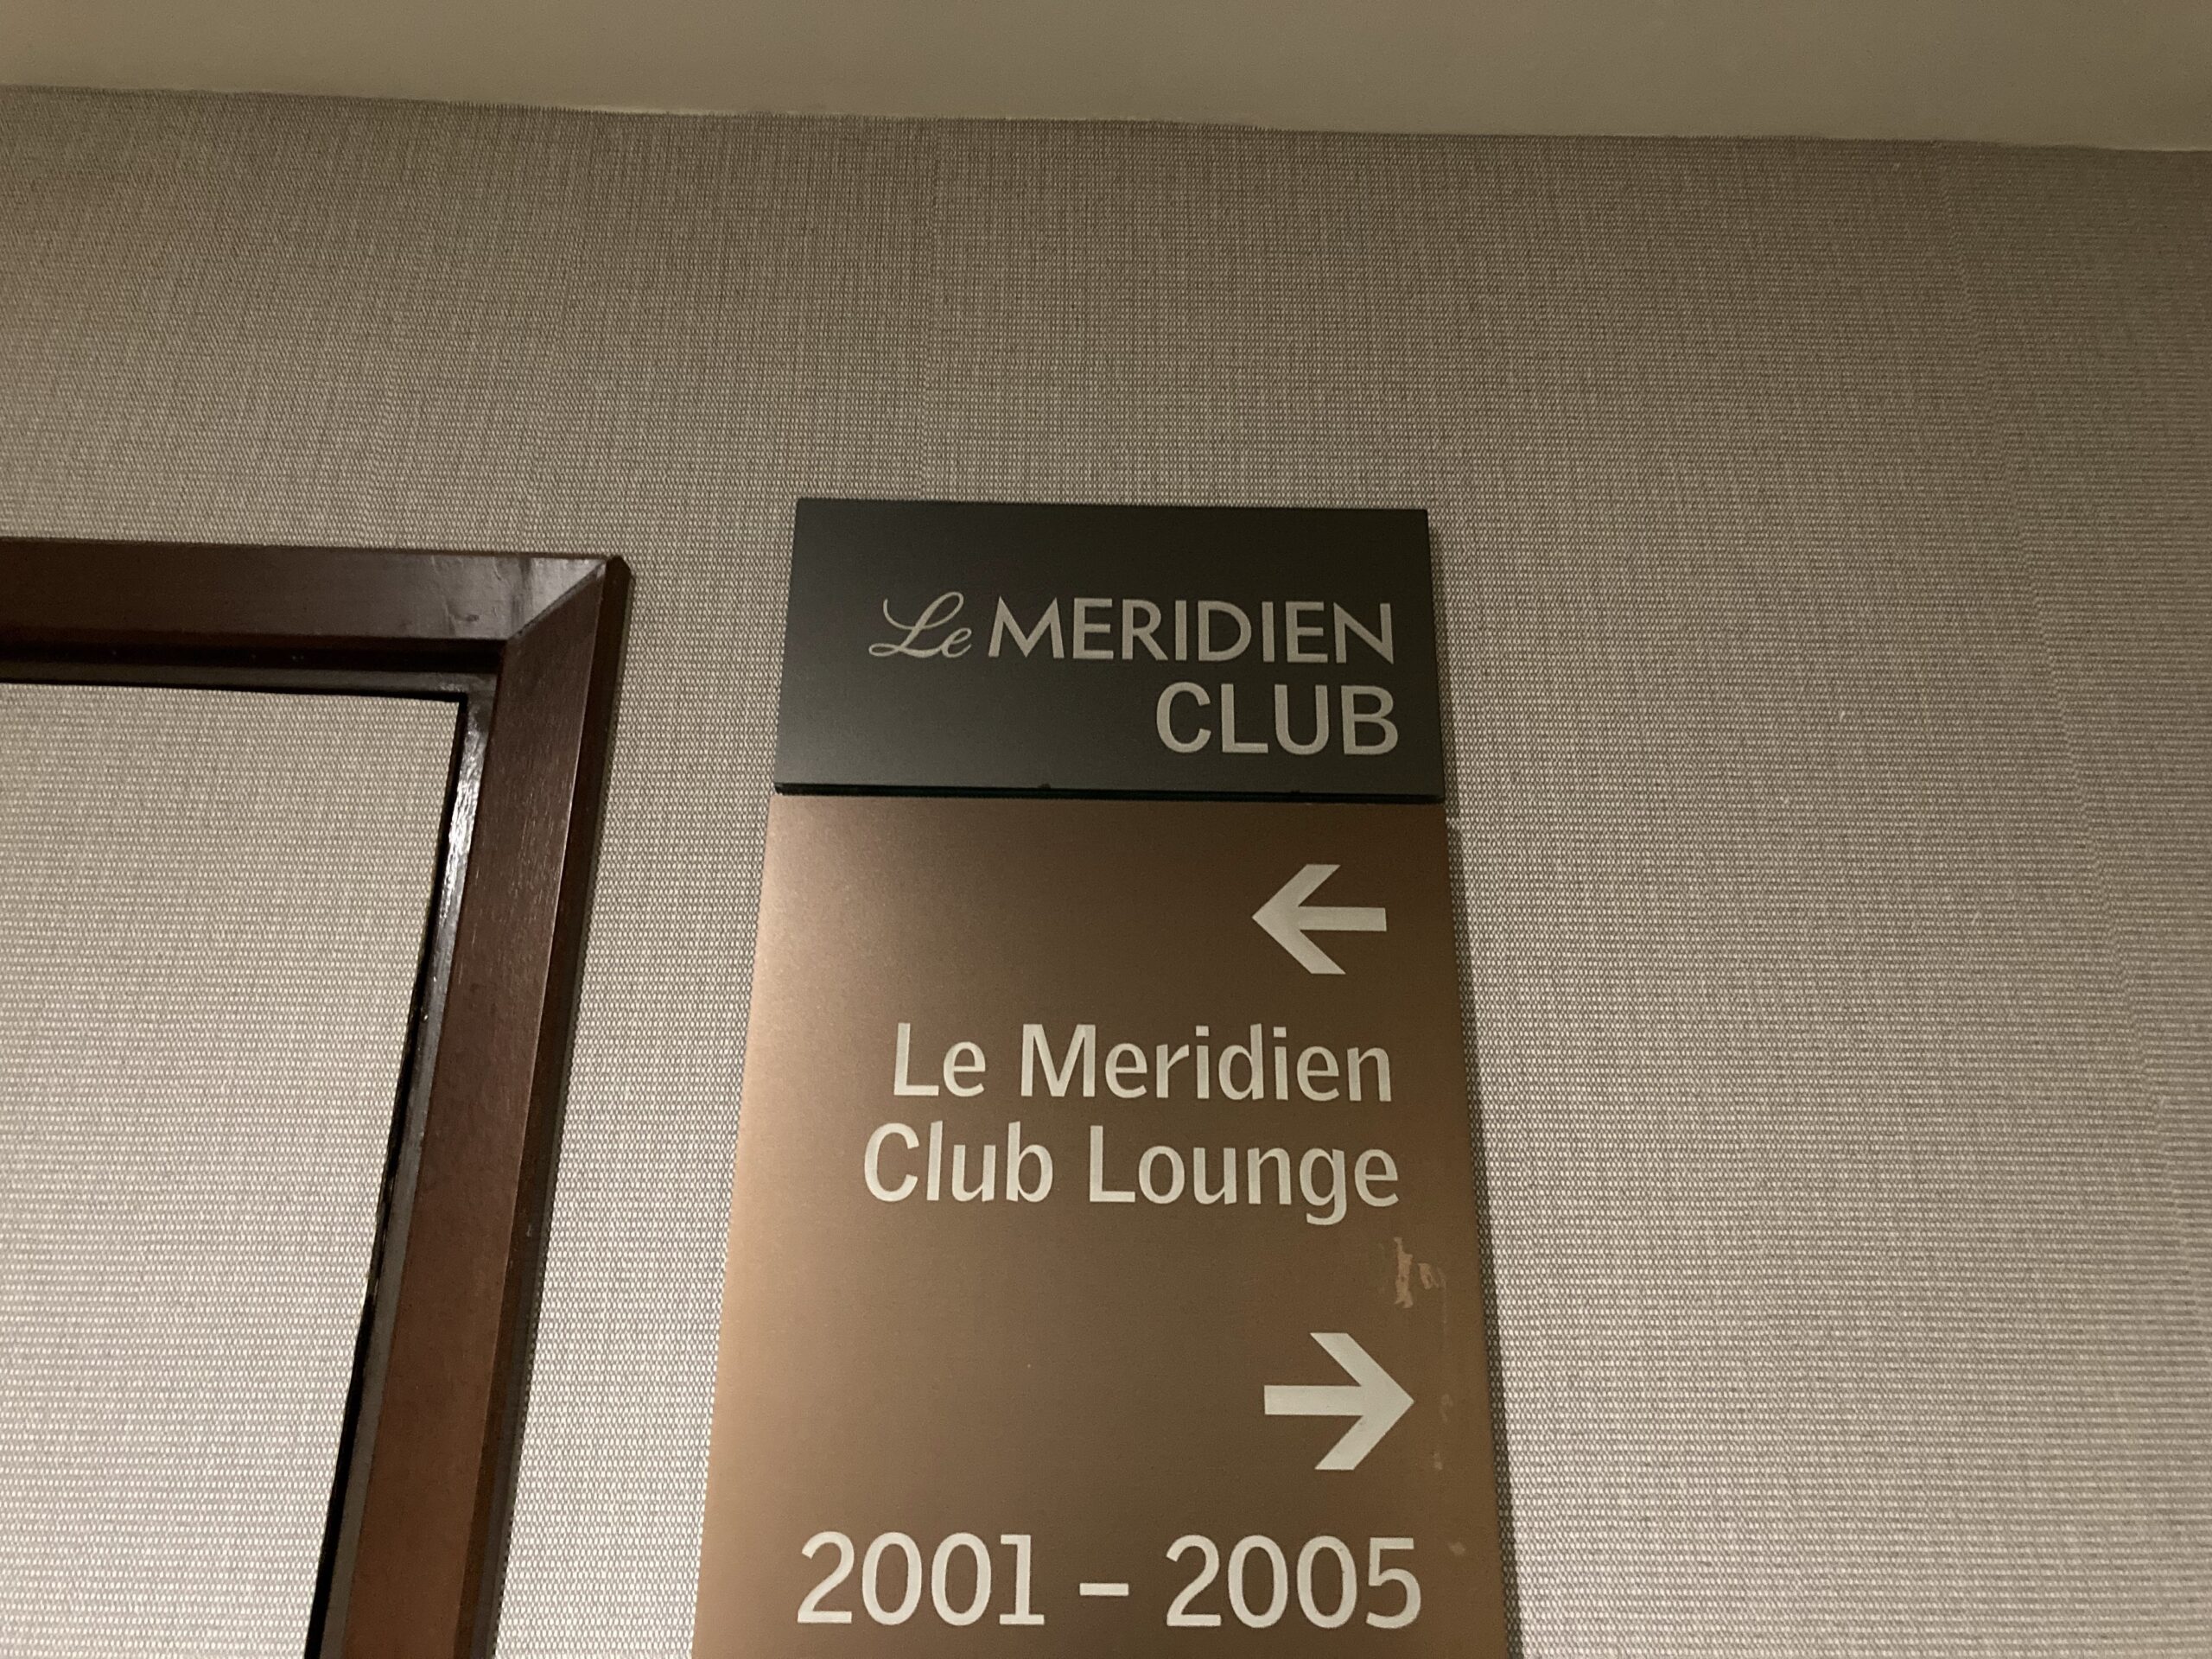 Le MERIDIEN
CLUB
←
Le Meridien
Club Lounge
→
2001 – 2005